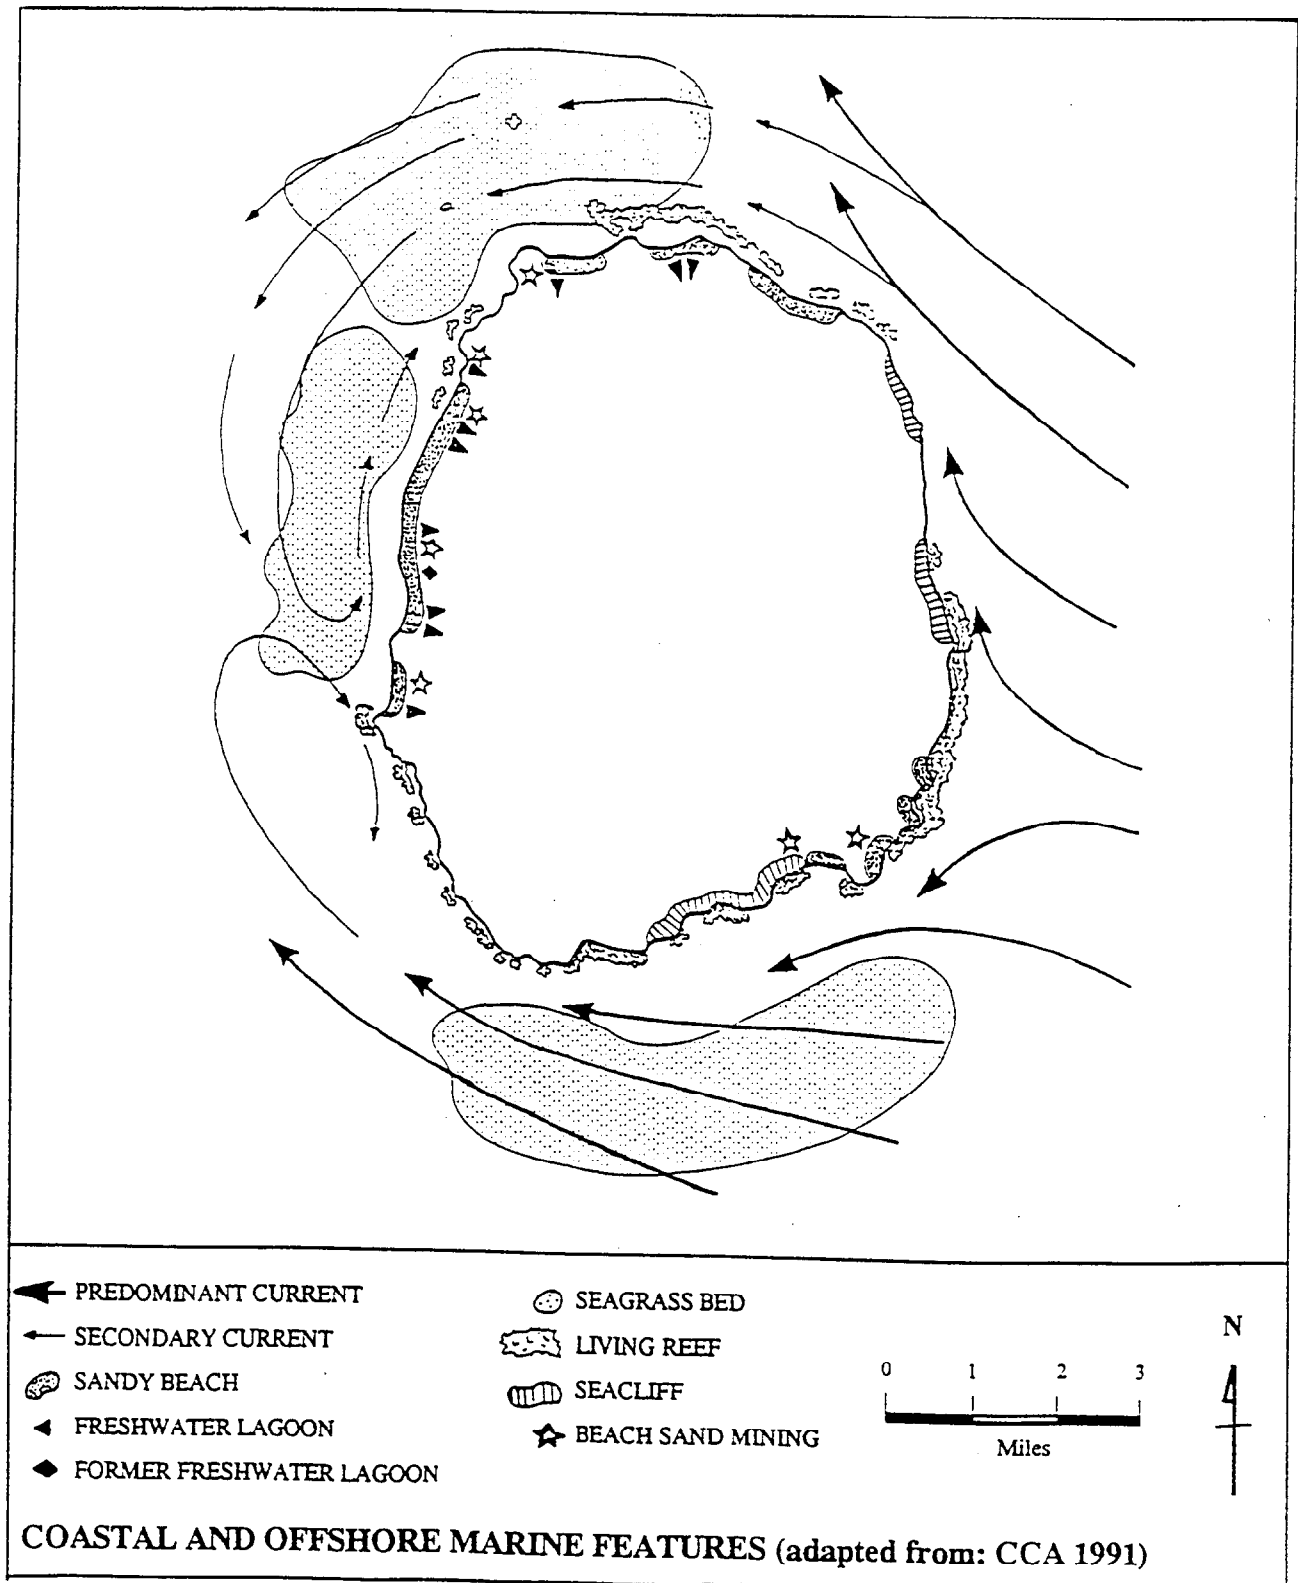 PREDOMINANT CURRENT
SECONDARY CURRENT
SANDY BEACH
FRESHWATER LAGOON
FORMER FRESHWATER LAGOON
SEAGRASS BED
LIVING REEF
SEACLIFF
BEACH SAND MINING
0 1 2 3
Miles
N
COASTAL AND OFFSHORE MARINE FEATURES (adapted from: CCA 1991)